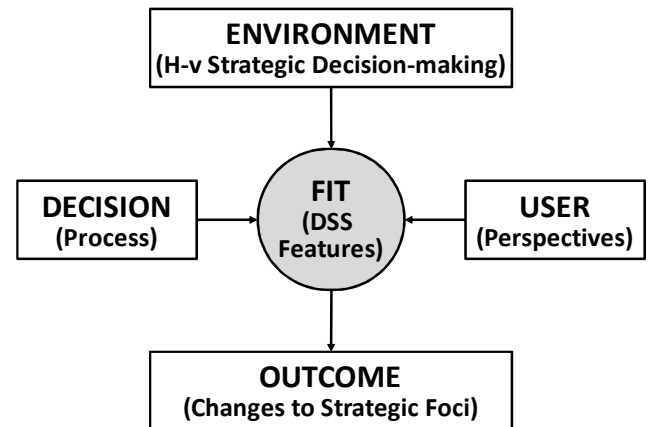 ENVIRONMENT
(H-v Strategic Decision-making)
DECISION
(Process)
FIT
(DSS
Features)
USER
(Perspectives)
OUTCOME
(Changes to Strategic Foci)